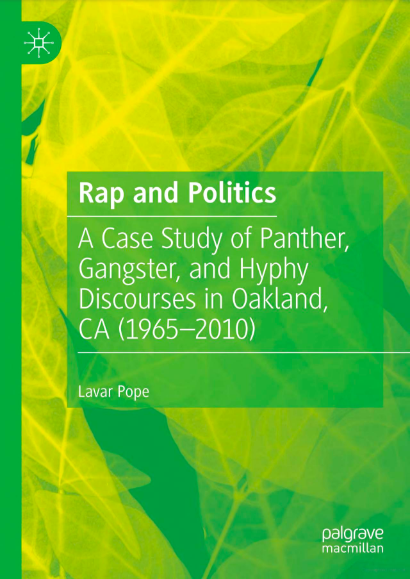 Rap and Politics
A Case Study of Panther,
Gangster, and Hyphy
Discourses in Oakland,
CA (1965—2010)
Lavar Pope
palgrave
macmillan